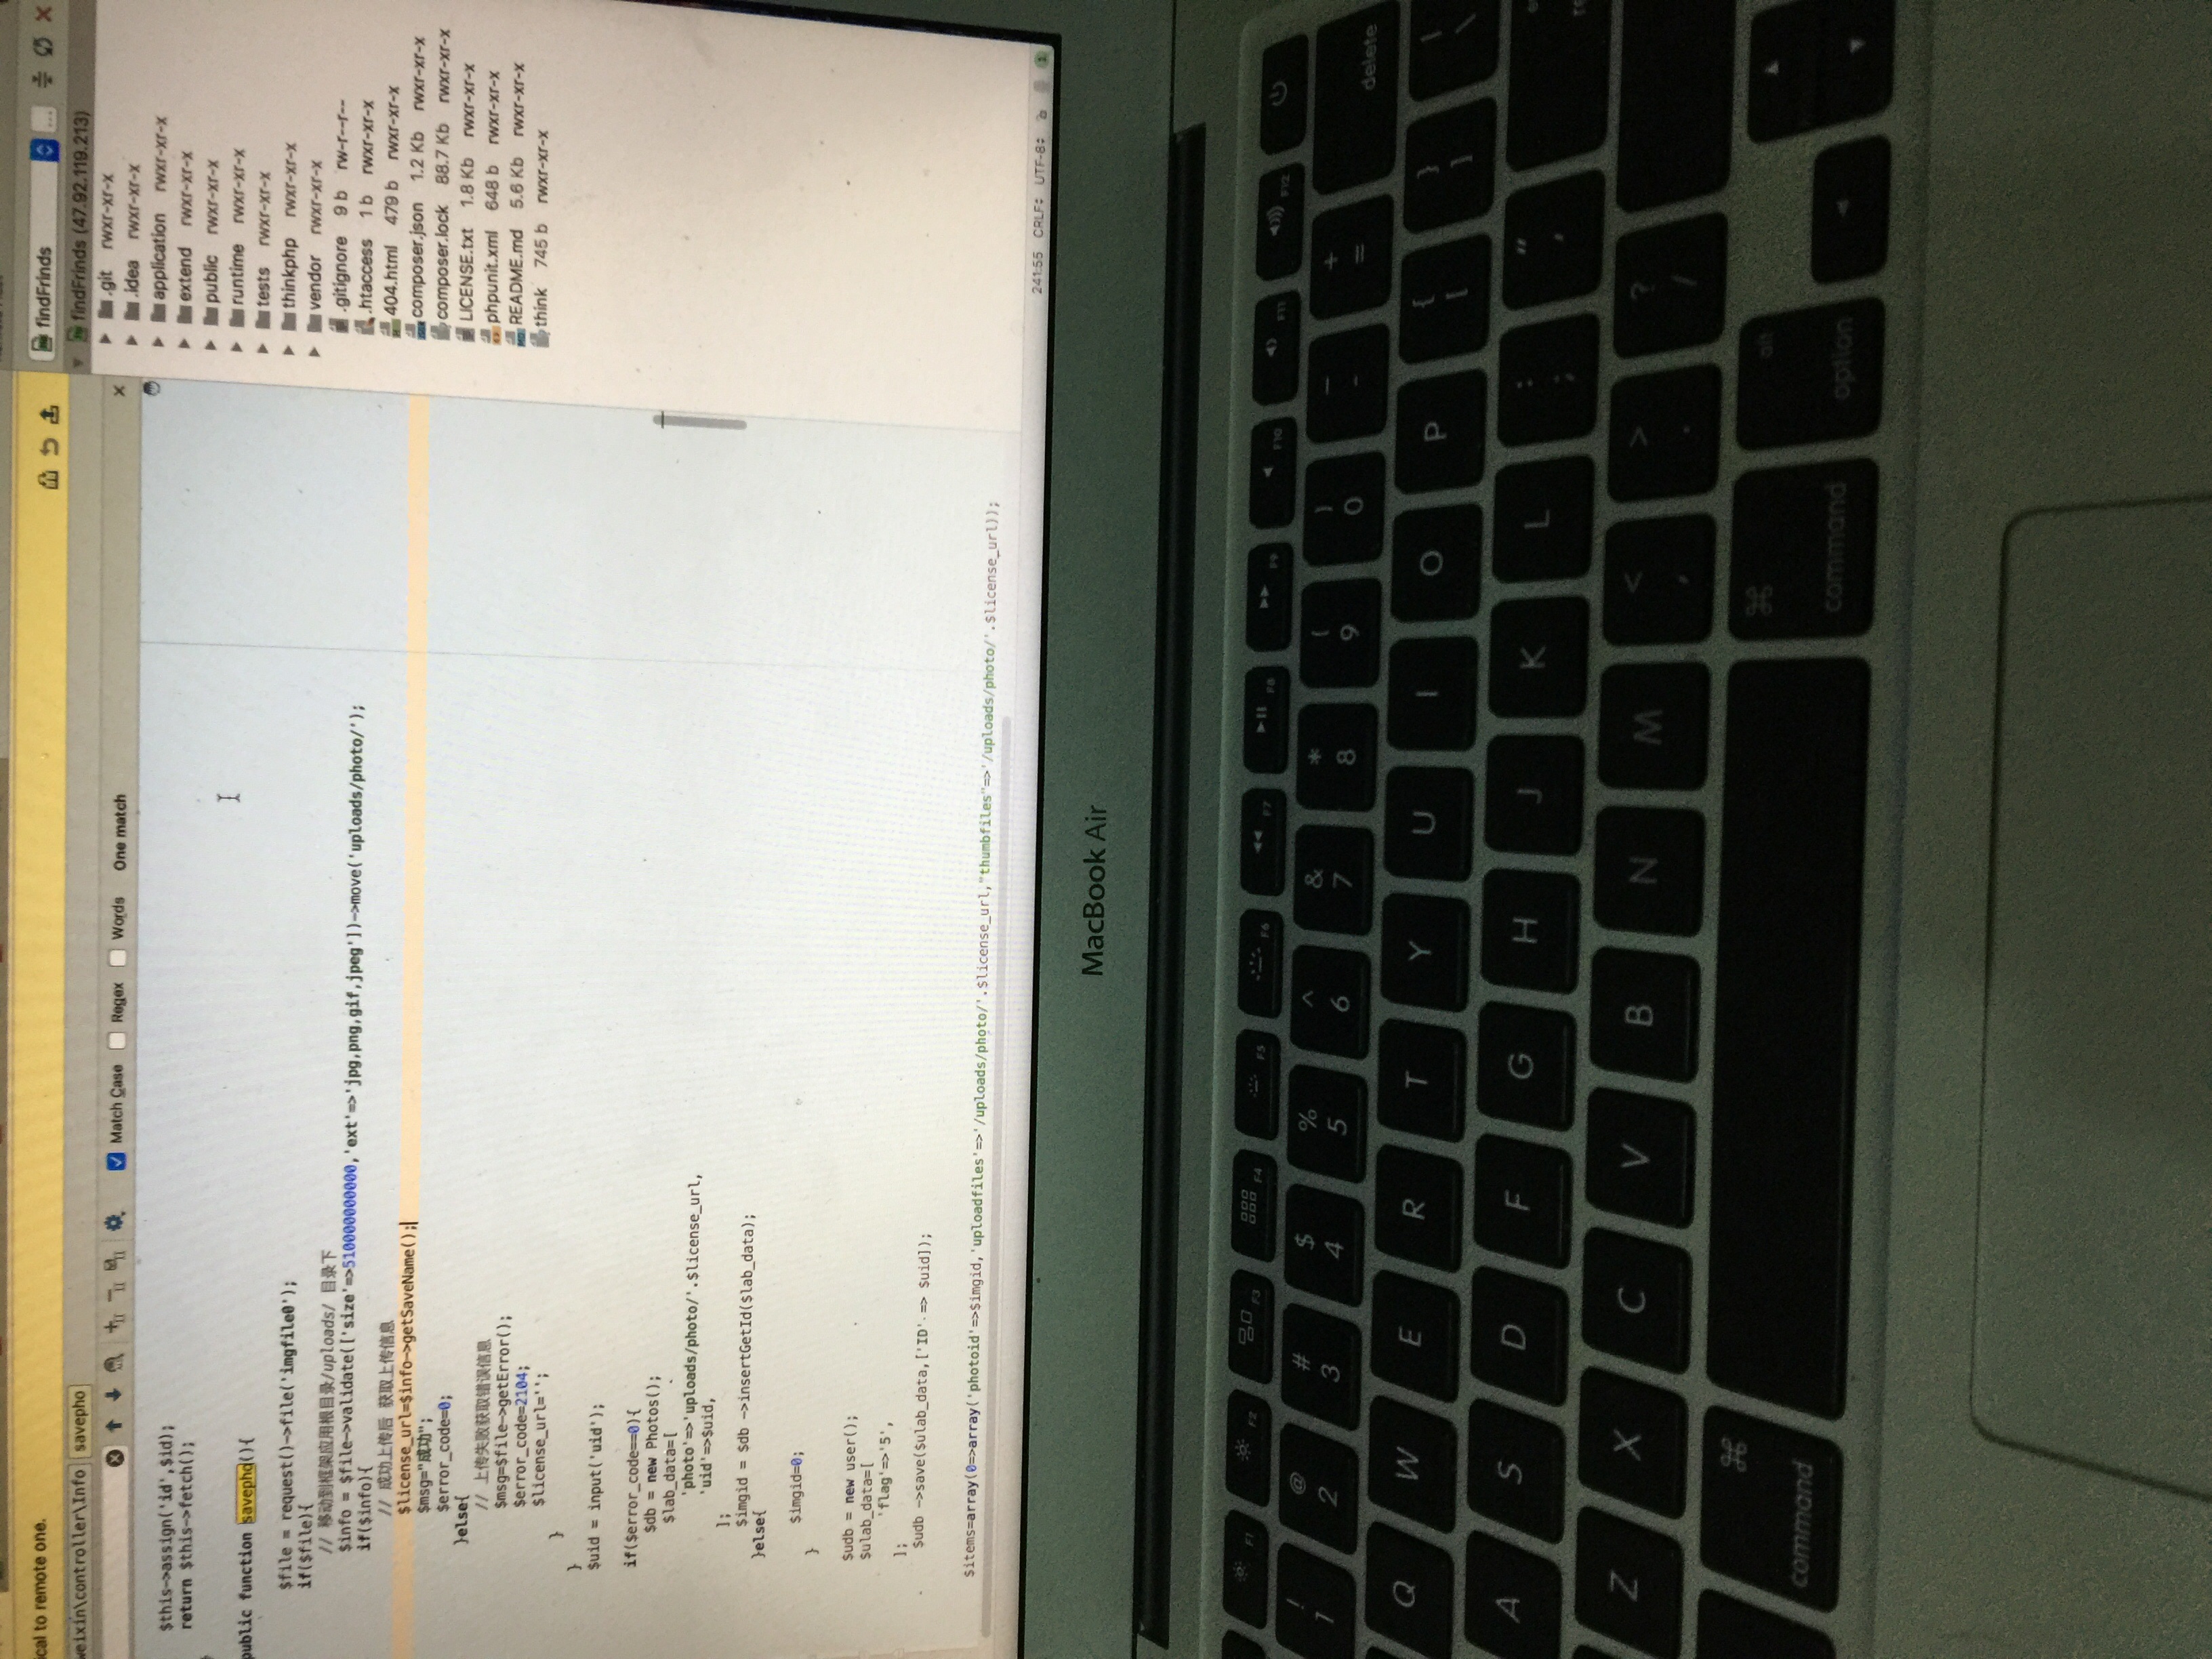 cal to remote one.
findFrinds
...
weixin\controller\Info savepho
Match Case Regex Words One match
findFrinds (47.92.119.213)
.git rwxr-xr-x
.idea rwxr-xr-x
application rwxr-xr-x
extend rwxr-xr-x
public rwxr-xr-x
runtime rwxr-xr-x
tests rwxr-xr-x
thinkphp rwxr-xr-x
vendor rwxr-xr-x
.gitignore 9 b rw-r--r--
.htaccess 1 b rwxr-xr-x
404.html 479 b rwxr-xr-x
composer.json 1.2 Kb rwxr-xr-x
composer.lock 88.7 Kb rwxr-xr-x
LICENSE.txt 1.8 Kb rwxr-xr-x
phpunit.xml 648 b rwxr-xr-x
README.md 5.6 Kb rwxr-xr-x
think 745 b rwxr-xr-x
$this->assign('id',$id);
return $this->fetch();
}
public function savepho(){
$file = request()->file('imgfile0');
if($file){
// 移动到框架应用根目录/uploads/ 目录下
$info = $file->validate(['size'=>510000000000,'ext'=>'jpg,png,gif,jpeg'])->move('uploads/photo/');
if($info){
// 成功上传后 获取上传信息
$license_url=$info->getSaveName();
$msg="成功";
$error_code=0;
}else{
// 上传失败获取错误信息
$msg=$file->getError();
$error_code=2104;
$license_url='';
}
}
$uid = input('uid');
if($error_code==0){
$db = new Photos();
$lab_data=[
'photo'=>'uploads/photo/'.$license_url,
'uid'=>$uid,
];
$imgid = $db ->insertGetId($lab_data);
}else{
$imgid=0;
}
$udb = new user();
$ulab_data=[
'flag'=>'5',
];
$udb ->save($ulab_data,['ID' => $uid]);
$items=array(0=>array('photoid'=>$imgid,'uploadfiles'=>'/uploads/photo/'.$license_url,"thumbfiles"=>'/uploads/photo/'.$license_url));
241:55 CRLF: UTF-8: 1
MacBook Air
F1 F2 F3 F4 F5 F6 F7 F8 F9 F10 F11 F12
! @ # $ % ^ & * ( ) — +
1 2 3 4 5 6 7 8 9 0 - = delete
Q W E R T Y U I O P { [ } ] | \
A S D F G H J K L : ; " '
Z X C V B N M < , > . ? /
⌘ ⌘ alt
command command option